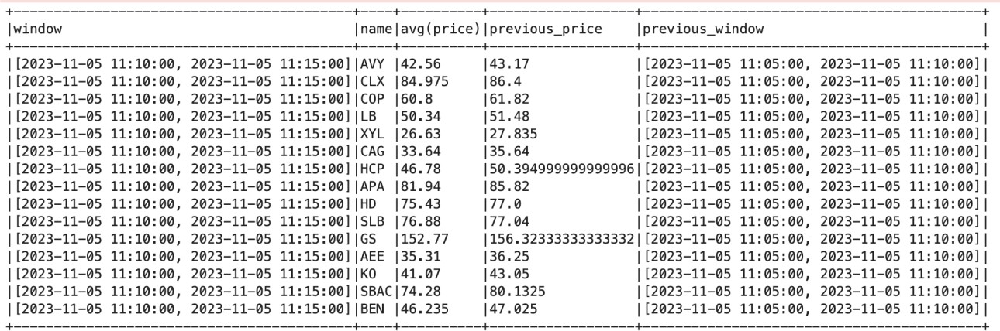 +------------------------------------------+----+----------+------------------+------------------------------------------+
|window                                    |name|avg(price)|previous_price    |previous_window                           |
+------------------------------------------+----+----------+------------------+------------------------------------------+
|[2023-11-05 11:10:00, 2023-11-05 11:15:00]|AVY |42.56     |43.17             |[2023-11-05 11:05:00, 2023-11-05 11:10:00]|
|[2023-11-05 11:10:00, 2023-11-05 11:15:00]|CLX |84.975    |86.4              |[2023-11-05 11:05:00, 2023-11-05 11:10:00]|
|[2023-11-05 11:10:00, 2023-11-05 11:15:00]|COP |60.8      |61.82             |[2023-11-05 11:05:00, 2023-11-05 11:10:00]|
|[2023-11-05 11:10:00, 2023-11-05 11:15:00]|LB  |50.34     |51.48             |[2023-11-05 11:05:00, 2023-11-05 11:10:00]|
|[2023-11-05 11:10:00, 2023-11-05 11:15:00]|XYL |26.63     |27.835            |[2023-11-05 11:05:00, 2023-11-05 11:10:00]|
|[2023-11-05 11:10:00, 2023-11-05 11:15:00]|CAG |33.64     |35.64             |[2023-11-05 11:05:00, 2023-11-05 11:10:00]|
|[2023-11-05 11:10:00, 2023-11-05 11:15:00]|HCP |46.78     |50.394999999999996|[2023-11-05 11:05:00, 2023-11-05 11:10:00]|
|[2023-11-05 11:10:00, 2023-11-05 11:15:00]|APA |81.94     |85.82             |[2023-11-05 11:05:00, 2023-11-05 11:10:00]|
|[2023-11-05 11:10:00, 2023-11-05 11:15:00]|HD  |75.43     |77.0              |[2023-11-05 11:05:00, 2023-11-05 11:10:00]|
|[2023-11-05 11:10:00, 2023-11-05 11:15:00]|SLB |76.88     |77.04             |[2023-11-05 11:05:00, 2023-11-05 11:10:00]|
|[2023-11-05 11:10:00, 2023-11-05 11:15:00]|GS  |152.77    |156.32333333333332|[2023-11-05 11:05:00, 2023-11-05 11:10:00]|
|[2023-11-05 11:10:00, 2023-11-05 11:15:00]|AEE |35.31     |36.25             |[2023-11-05 11:05:00, 2023-11-05 11:10:00]|
|[2023-11-05 11:10:00, 2023-11-05 11:15:00]|KO  |41.07     |43.05             |[2023-11-05 11:05:00, 2023-11-05 11:10:00]|
|[2023-11-05 11:10:00, 2023-11-05 11:15:00]|SBAC|74.28     |80.1325           |[2023-11-05 11:05:00, 2023-11-05 11:10:00]|
|[2023-11-05 11:10:00, 2023-11-05 11:15:00]|BEN |46.235    |47.025            |[2023-11-05 11:05:00, 2023-11-05 11:10:00]|
+------------------------------------------+----+----------+------------------+------------------------------------------+